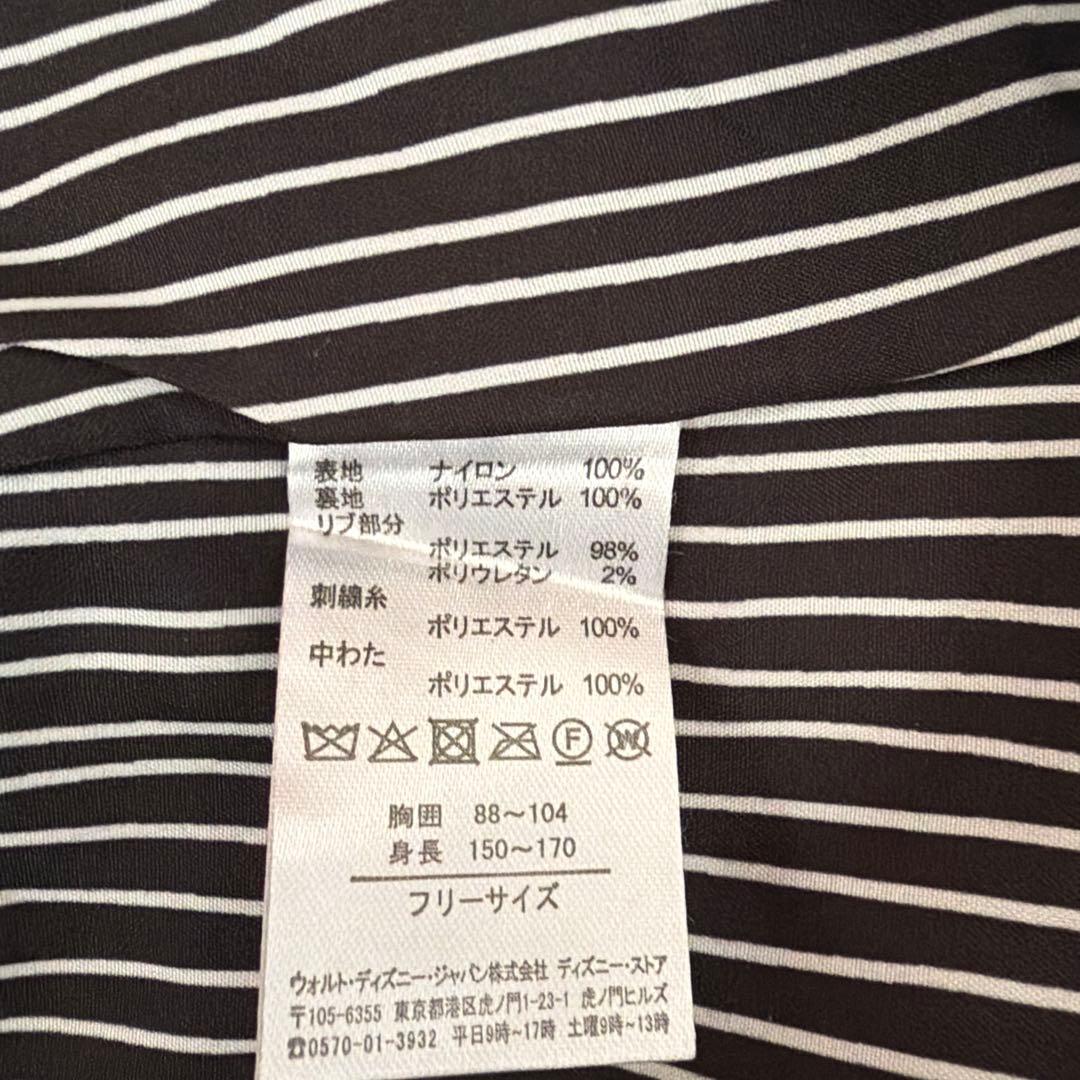 表地 ナイロン 100%
裏地 ポリエステル 100%
リブ部分
ポリエステル 98%
ポリウレタン 2%
刺繍糸
ポリエステル 100%
中わた
ポリエステル 100%
F W
胸囲 88～104
身長 150～170
フリーサイズ
ウォルト・ディズニー・ジャパン株式会社 ディズニー・ストア
〒105-6355 東京都港区虎ノ門1-23-1 虎ノ門ヒルズ
☎0570-01-3932 平日9時～17時 土曜9時～13時